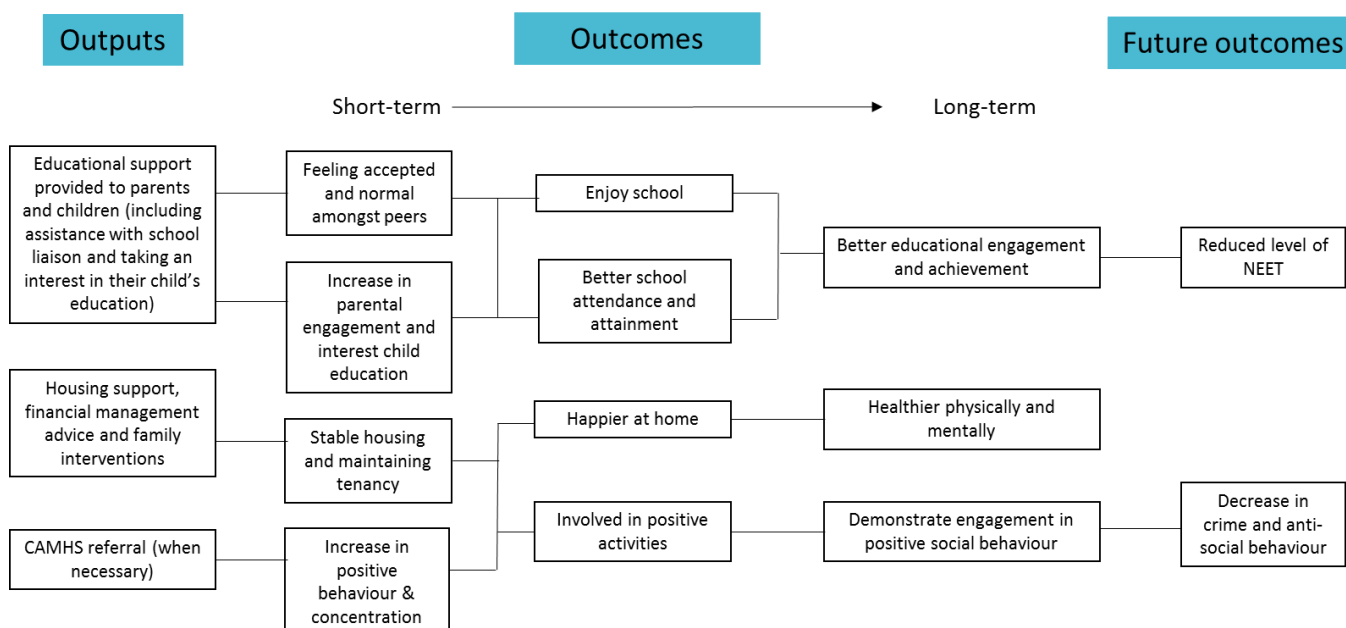 Outputs
Outcomes
Future outcomes
Short-term
Long-term
Educational support
provided to parents
and children (including
assistance with school
liaison and taking an
interest in their child's
education)
Feeling accepted
and normal
amongst peers
Enjoy school
Increase in
parental
engagement and
interest child
education
Better school
attendance and
attainment
Better educational engagement
and achievement
Reduced level of
NEET
Housing support,
financial management
advice and family
interventions
Stable housing
and maintaining
tenancy
Happier at home
Healthier physically and
mentally
CAMHS referral (when
necessary)
Increase in
positive
behaviour &
concentration
Involved in positive
activities
Demonstrate engagement in
positive social behaviour
Decrease in
crime and anti-
social behaviour